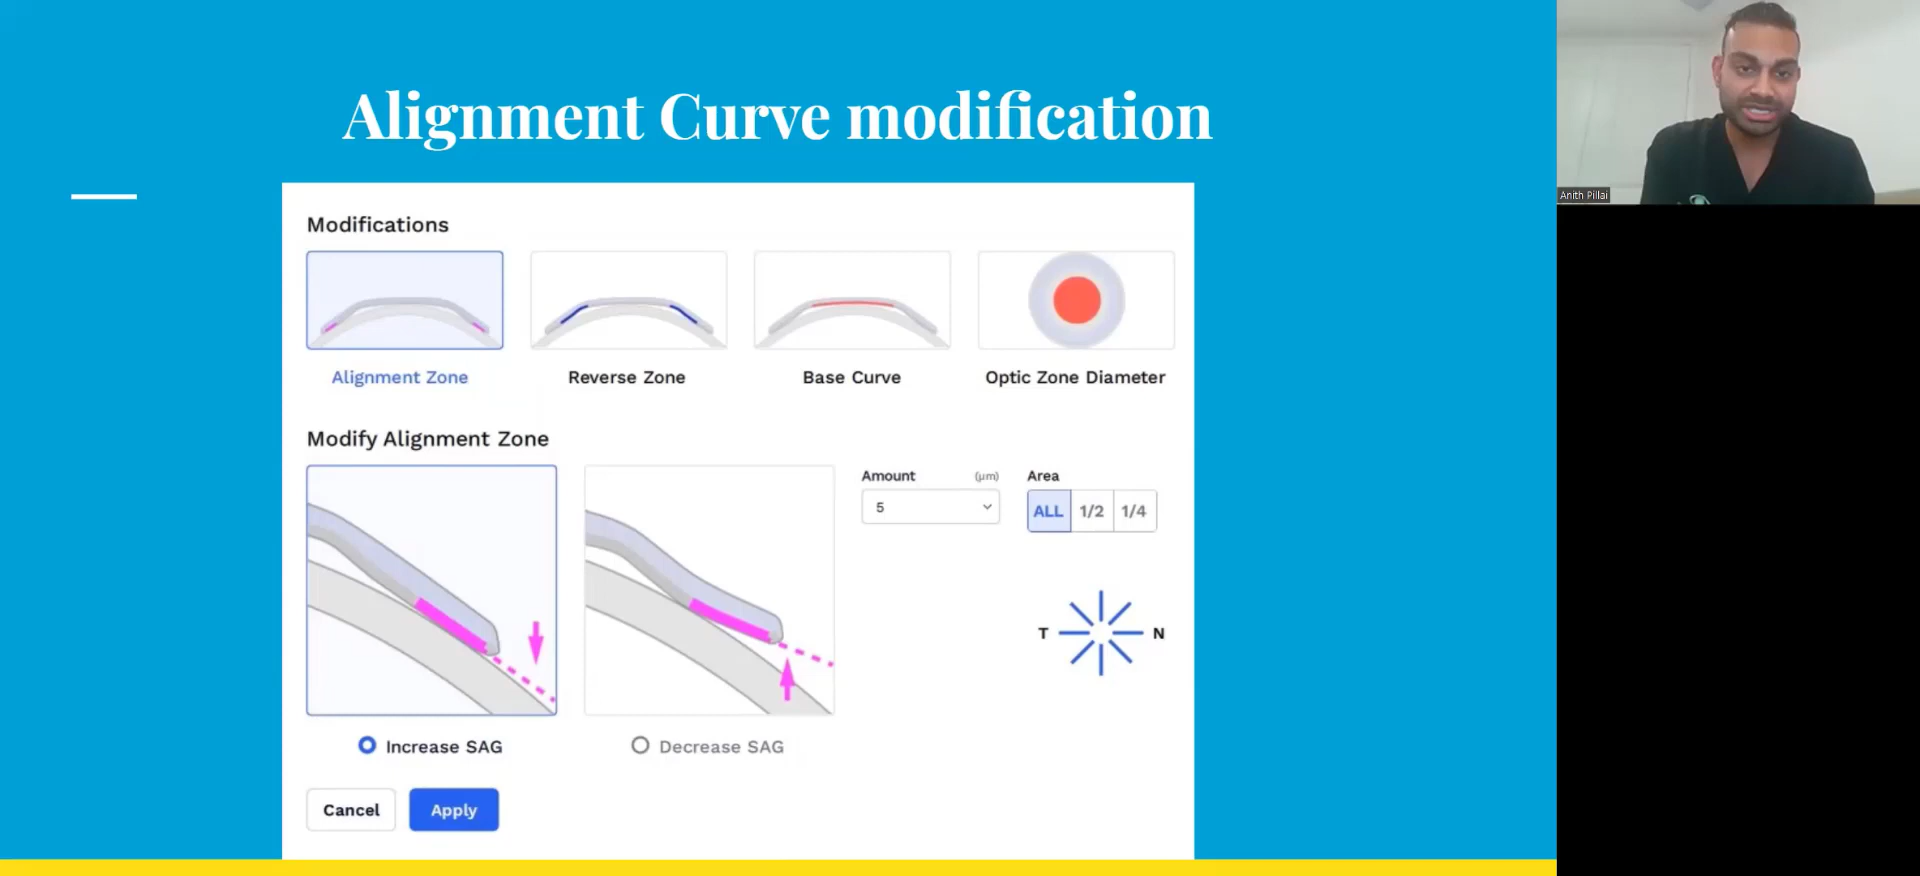 Alignment Curve modification
Anith Pillai
Modifications
Alignment Zone
Reverse Zone
Base Curve
Optic Zone Diameter
Modify Alignment Zone
Amount (μm)
Area
5
ALL 1/2 1/4
T N
Increase SAG
Decrease SAG
Cancel
Apply